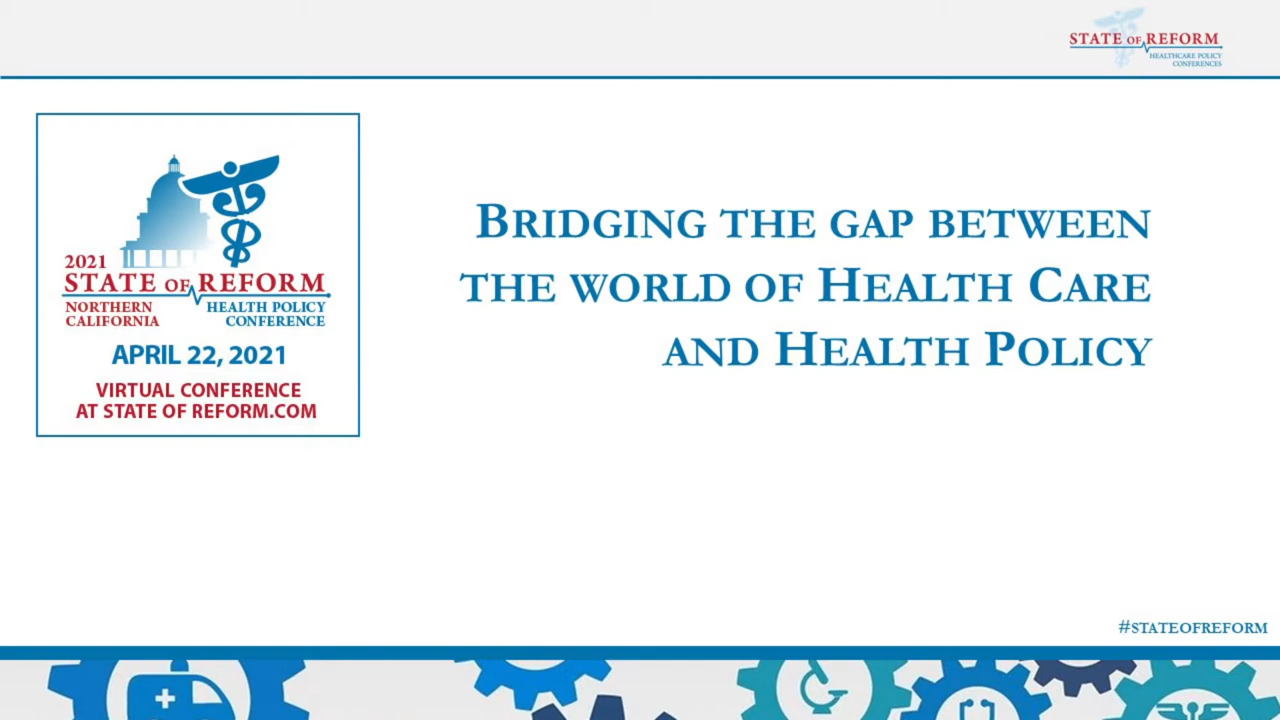 STATE OF REFORM
HEALTHCARE POLICY
CONFERENCES
2021
STATE OF REFORM
NORTHERN
CALIFORNIA
HEALTH POLICY
CONFERENCE
APRIL 22, 2021
VIRTUAL CONFERENCE
AT STATE OF REFORM.COM
BRIDGING THE GAP BETWEEN
THE WORLD OF HEALTH CARE
AND HEALTH POLICY
#STATEOFREFORM